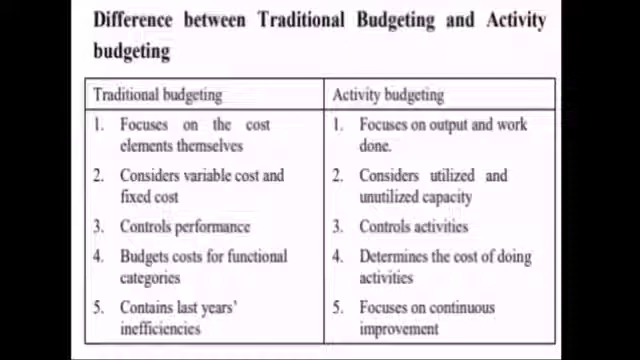 Difference between Traditional Budgeting and Activity
budgeting
Traditional budgeting
1. Focuses on the cost
elements themselves
2. Considers variable cost and
fixed cost
3. Controls performance
4. Budgets costs for functional
categories
5. Contains last years'
inefficiencies
Activity budgeting
1. Focuses on output and work
done.
2. Considers utilized and
unutilized capacity
3. Controls activities
4. Determines the cost of doing
activities
5. Focuses on continuous
improvement